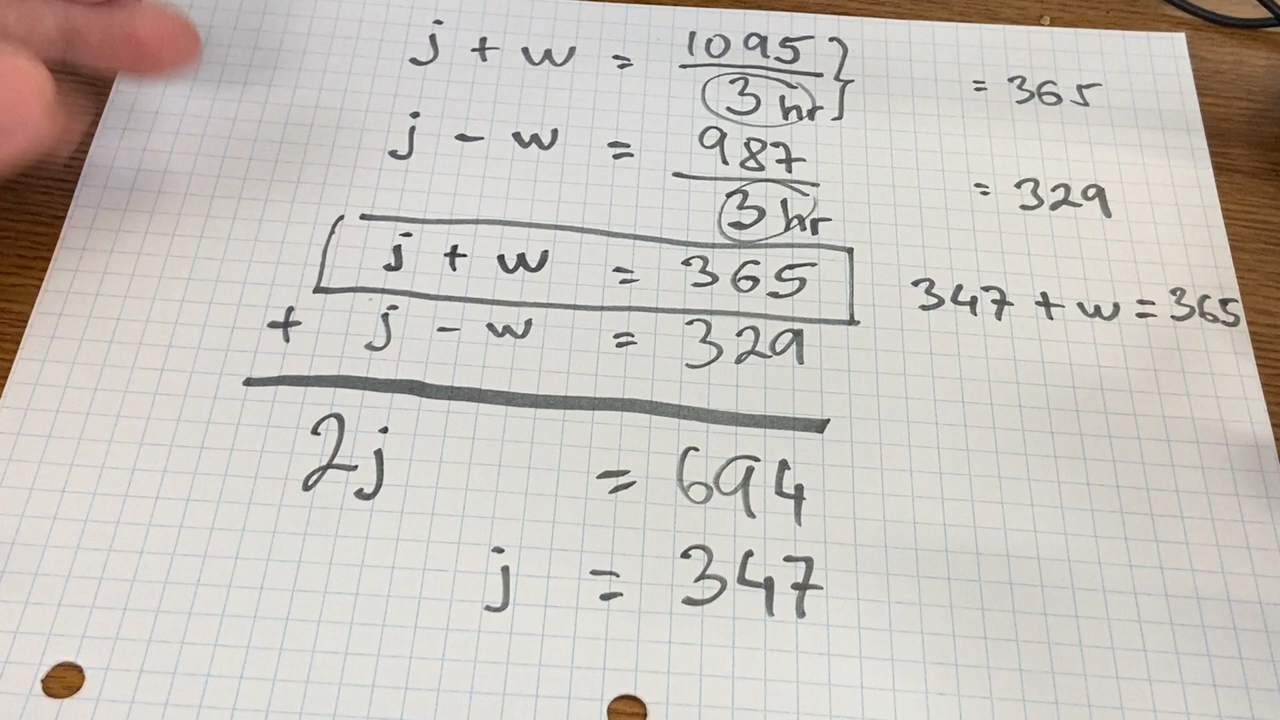 j + w = 1095 / 3 hr } = 365
j - w = 987 / 3 hr = 329
j + w = 365
347 + w = 365
+ j - w = 329
2j = 694
j = 347